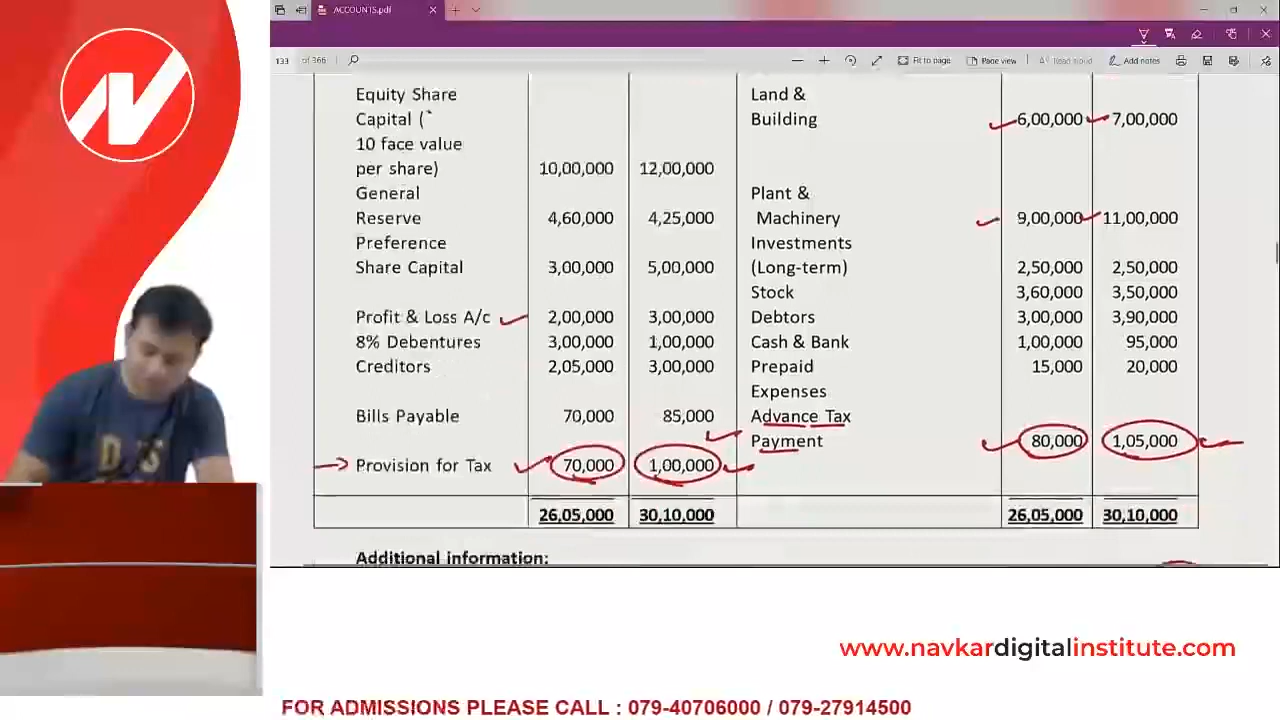 ACCOUNTS.pdf
133 of 366
Fit to page Page view Read aloud Add notes
Equity Share Land &
Capital (` Building 6,00,000 7,00,000
10 face value
per share) 10,00,000 12,00,000
General Plant &
Reserve 4,60,000 4,25,000 Machinery 9,00,000 11,00,000
Preference Investments
Share Capital 3,00,000 5,00,000 (Long-term) 2,50,000 2,50,000
Stock 3,60,000 3,50,000
Profit & Loss A/c 2,00,000 3,00,000 Debtors 3,00,000 3,90,000
8% Debentures 3,00,000 1,00,000 Cash & Bank 1,00,000 95,000
Creditors 2,05,000 3,00,000 Prepaid 15,000 20,000
Expenses
Bills Payable 70,000 85,000 Advance Tax
Payment 80,000 1,05,000
Provision for Tax 70,000 1,00,000
26,05,000 30,10,000 26,05,000 30,10,000
Additional information:
www.navkardigitalinstitute.com
FOR ADMISSIONS PLEASE CALL : 079-40706000 / 079-27914500